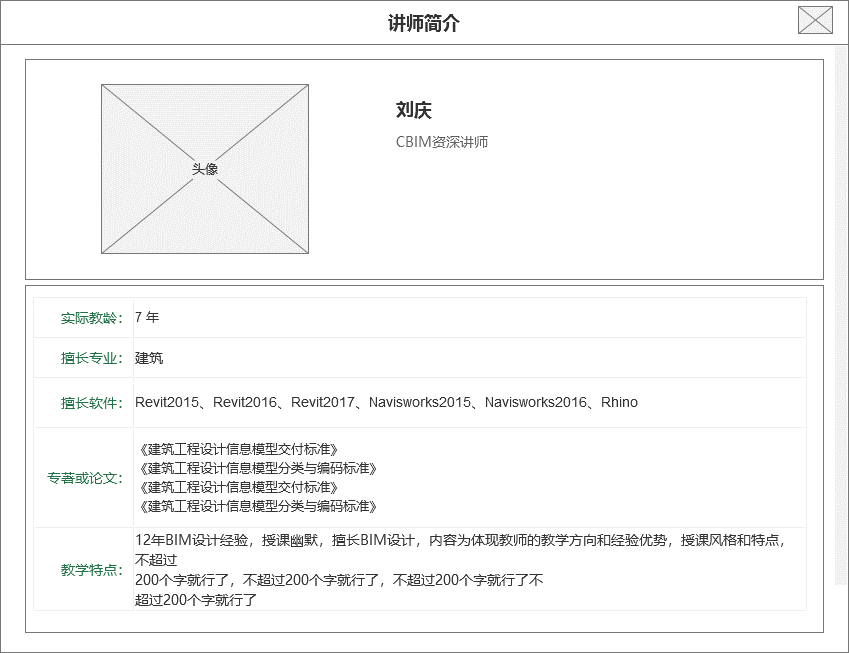 讲师简介
头像
刘庆
CBIM资深讲师
实际教龄： 7 年
擅长专业： 建筑
擅长软件： Revit2015、Revit2016、Revit2017、Navisworks2015、Navisworks2016、Rhino
专著或论文：
《建筑工程设计信息模型交付标准》
《建筑工程设计信息模型分类与编码标准》
《建筑工程设计信息模型交付标准》
《建筑工程设计信息模型分类与编码标准》
教学特点：
12年BIM设计经验，授课幽默，擅长BIM设计，内容为体现教师的教学方向和经验优势，授课风格和特点，
不超过
200个字就行了，不超过200个字就行了，不超过200个字就行了不
超过200个字就行了